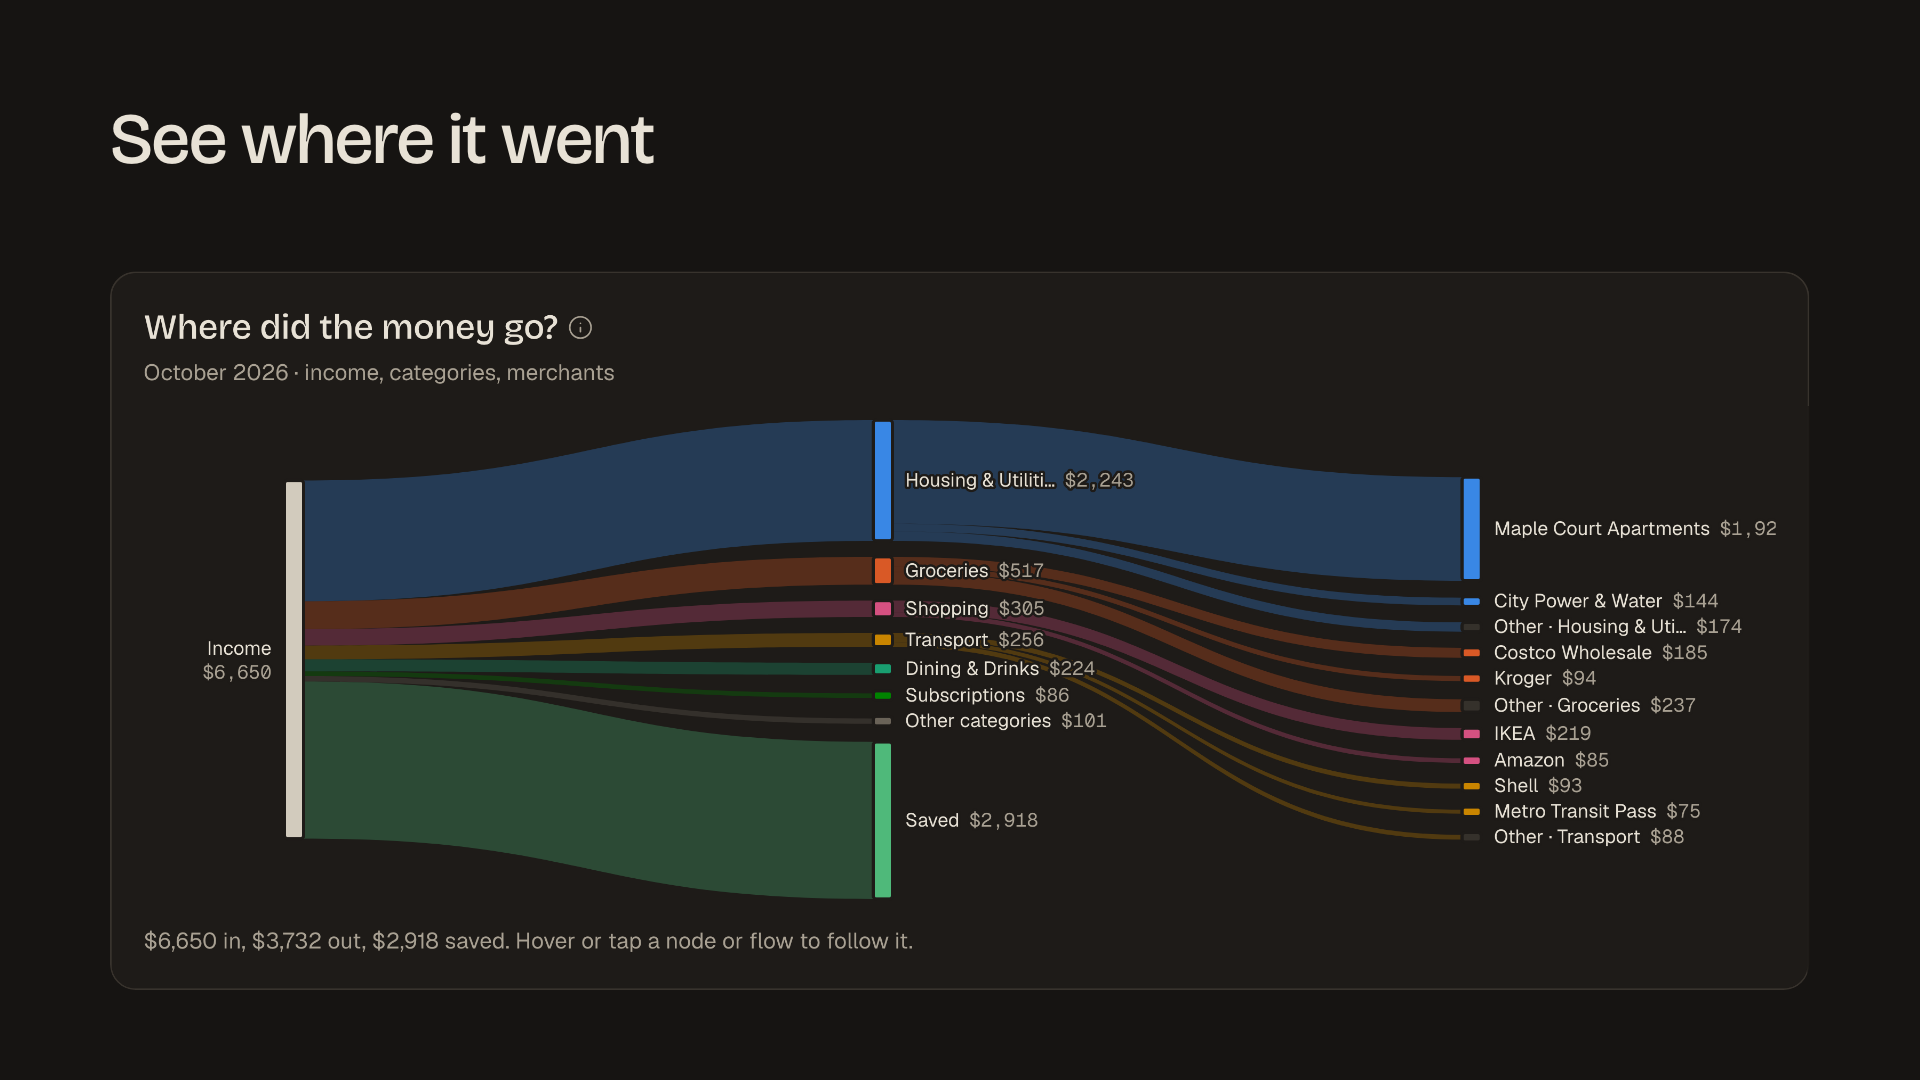 See where it went
Where did the money go?
October 2026 · income, categories, merchants
Income
$6,650
Housing & Utiliti... $2,243
Groceries $517
Shopping $305
Transport $256
Dining & Drinks $224
Subscriptions $86
Other categories $101
Saved $2,918
Maple Court Apartments $1,92
City Power & Water $144
Other · Housing & Uti... $174
Costco Wholesale $185
Kroger $94
Other · Groceries $237
IKEA $219
Amazon $85
Shell $93
Metro Transit Pass $75
Other · Transport $88
$6,650 in, $3,732 out, $2,918 saved. Hover or tap a node or flow to follow it.